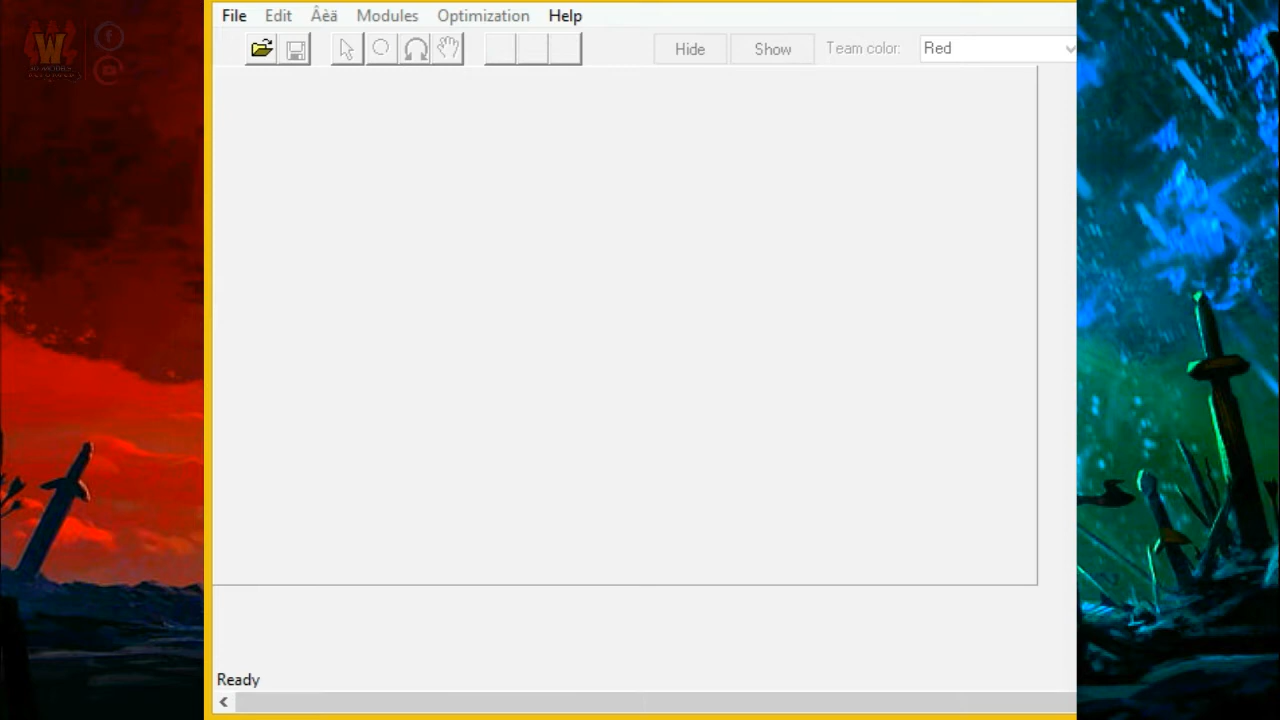 File Edit Âèä Modules Optimization Help
Hide Show Team color: Red
W
Ready